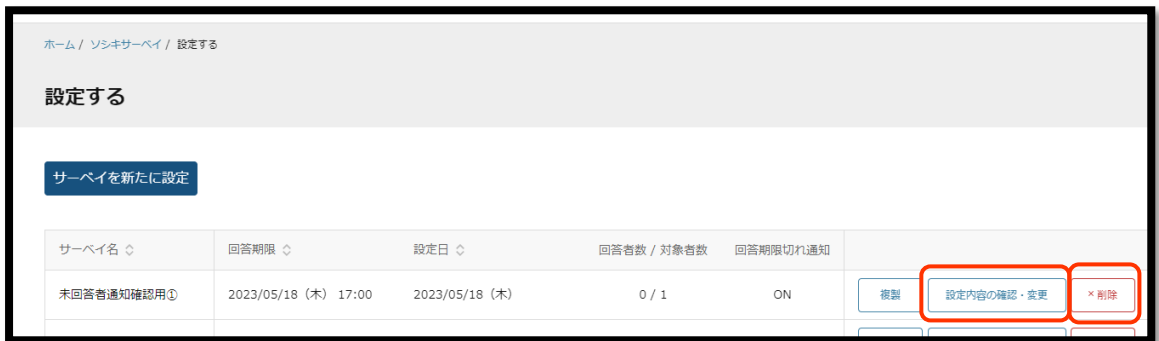 ホーム / ソシキサーベイ / 設定する
設定する
サーベイを新たに設定
サーベイ名 回答期限 設定日 回答者数 / 対象者数 回答期限切れ通知
未回答者通知確認用① 2023/05/18（木） 17:00 2023/05/18（木） 0 / 1 ON 複製 設定内容の確認・変更 ×削除